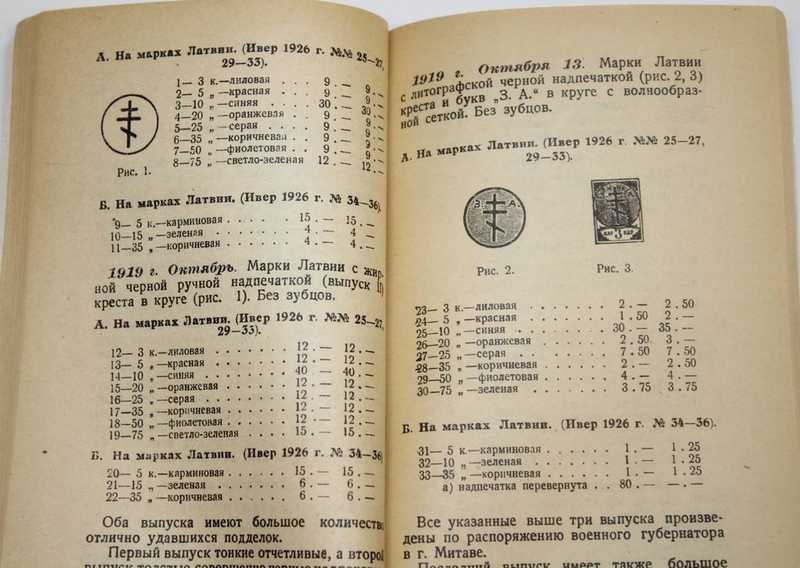 А. На марках Латвии. (Ивер 1926 г. №№ 25—27,
29—33).
1— 3 к.—лиловая . . . 9 . — 9 . —
2— 5 „ —красная . . . 9 . — 9 . —
3—10 „ —синяя . . . . 30 . — 30 . —
4—20 „ —оранжевая . . 9 . — 9 . —
5—25 „ —серая . . . . 9 . — 9 . —
6—35 „ —коричневая . . 9 . — 9 . —
7—50 „ —фиолетовая . . 9 . — 9 . —
8—75 „ —светло-зеленая 12 . — 12 . —
Рис. 1.
Б. На марках Латвии. (Ивер 1926 г. № 34—36).
9— 5 к.—карминовая . . . . . 15 . — 15 . —
10—15 „ —зеленая . . . . . . . 4 . — 4 . —
11—35 „ —коричневая . . . . . . 4 . — 4 . —
1919 г. Октябрь. Марки Латвии с жир-
ной черной ручной надпечаткой (выпуск
креста в круге (рис. 1). Без зубцов.
А. На марках Латвии. (Ивер 1926 г. №№ 25—27,
29—33).
12— 3 к.—лиловая . . . . . . . 12 . — 12 . —
13— 5 „ —красная . . . . . . . 12 . — 12 . —
14—10 „ —синяя . . . . . . . . 40 . — 40 . —
15—20 „ —оранжевая . . . . . . 12 . — 12 . —
16—25 „ —серая . . . . . . . . 12 . — 12 . —
17—35 „ —коричневая . . . . . . 12 . — 12 . —
18—50 „ —фиолетовая . . . . . . 12 . — 12 . —
19—75 „ —светло-зеленая . . . . 15 . — 15 . —
Б. На марках Латвии. (Ивер 1926 г. № 34—36)
20— 5 к.—карминовая . . . . . . 15 . — 15 . —
21—15 „ —зеленая . . . . . . . 6 . — 6 . —
22—35 „ —коричневая . . . . . . 6 . — 6 . —
Оба выпуска имеют большое количество
отлично удавшихся подделок.
Первый выпуск тонкие отчетливые, а второй
выпуск толстые совершенно черные
1919 г. Октября 13. Марки Латвии
с литографской черной надпечаткой (рис. 2, 3)
креста и букв „З. А.“ в круге с волнообраз-
ной сеткой. Без зубцов.
А. На марках Латвии. (Ивер 1926 г. №№ 25—27,
29—33).
З. А.
З А
КАП 3 КАР
Рис. 2. Рис. 3.
23— 3 к.—лиловая . . . . . . . 2 . — 2 . 50
24— 5 „ —красная . . . . . . . 1 . 50 2 . —
25—10 „ —синяя . . . . . . . . 30 . — 35 . —
26—20 „ —оранжевая . . . . . . 2 . 50 3 . —
27—25 „ —серая . . . . . . . . 7 . 50 7 . 50
28—35 „ —коричневая . . . . . . 2 . — 2 . 50
29—50 „ —фиолетовая . . . . . . 4 . — 4 . —
30—75 „ —зеленая . . . . . . . 3 . 75 3 . 75
Б. На марках Латвии. (Ивер 1926 г. № 34—36).
31— 5 к.—карминовая . . . . . . 1 . — 1 . 25
32—10 „ —зеленая . . . . . . . 1 . — 1 . 25
33—35 „ —коричневая . . . . . . 1 . — 1 . 25
а) надпечатка перевернута . . 80 . — — . —
Все указанные выше три выпуска произве-
дены по распоряжению военного губернатора
в г. Митаве.
Последний выпуск имеет также большое